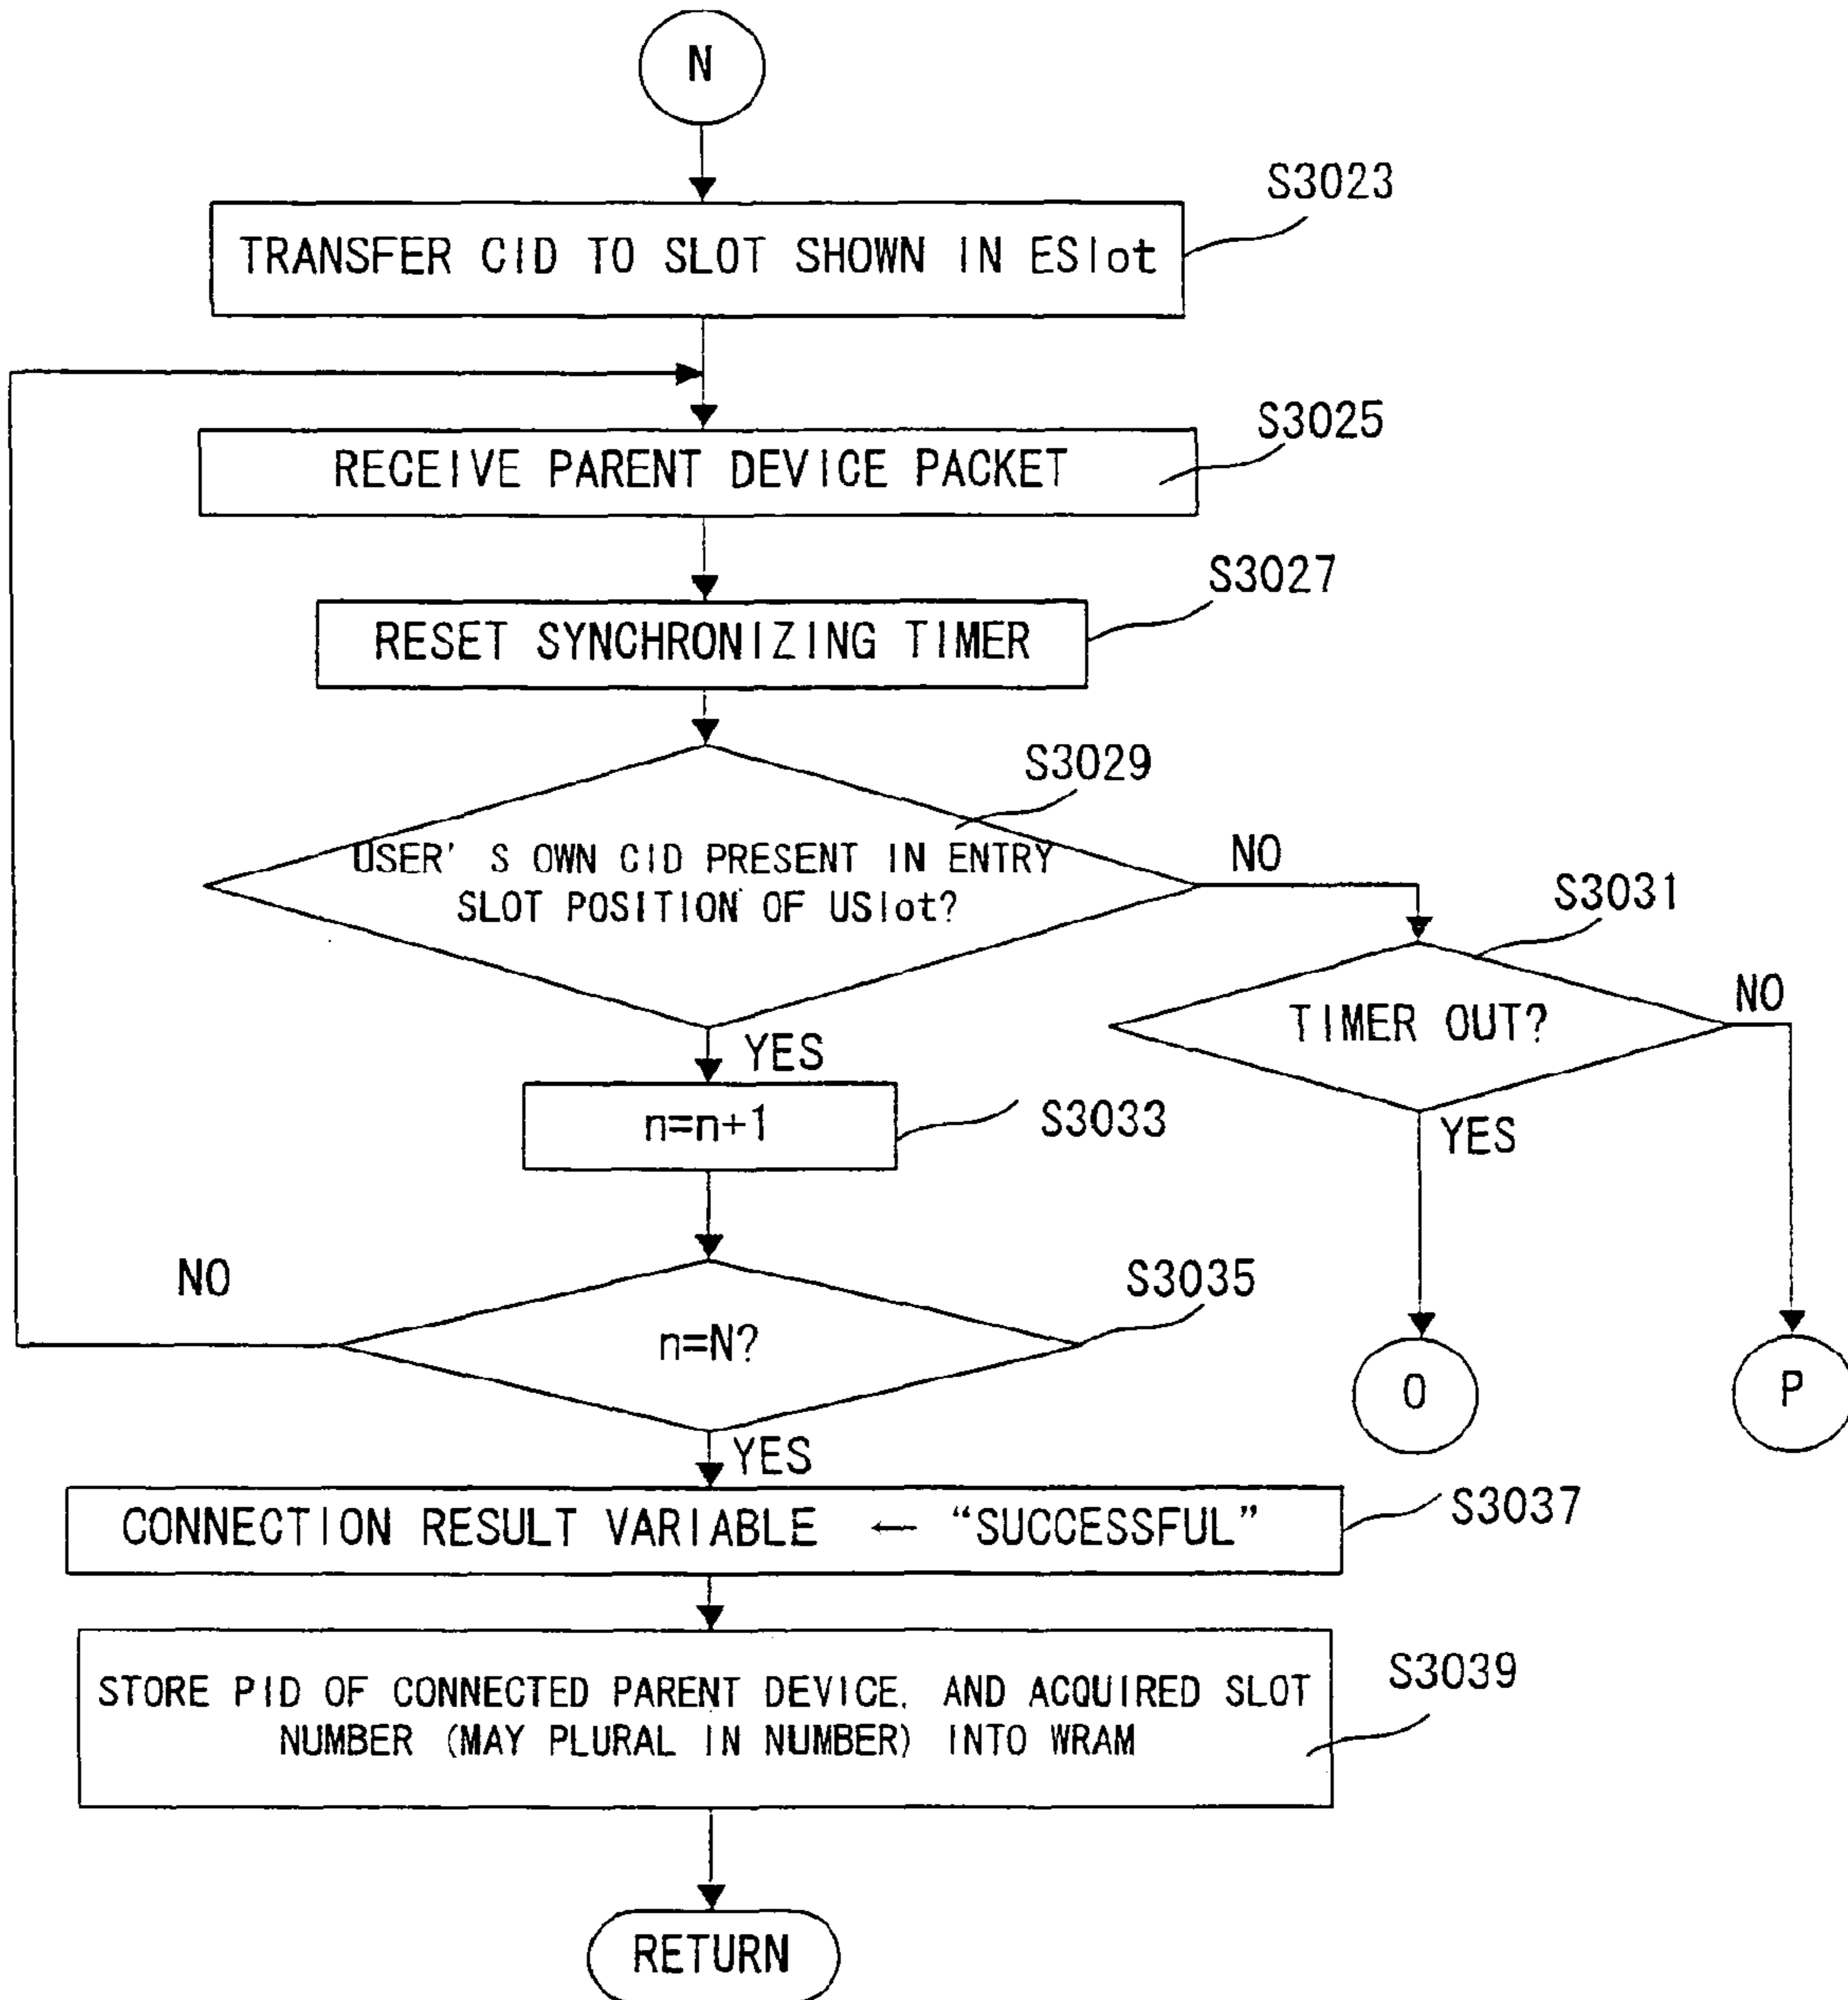 N
S3023
TRANSFER CID TO SLOT SHOWN IN ESlot
S3025
RECEIVE PARENT DEVICE PACKET
S3027
RESET SYNCHRONIZING TIMER
S3029
USER'S OWN CID PRESENT IN ENTRY
SLOT POSITION OF USlot?
NO
S3031
TIMER OUT?
NO
YES
YES
n=n+1
S3033
NO
S3035
n=N?
O
P
YES
CONNECTION RESULT VARIABLE ← “SUCCESSFUL”
S3037
STORE PID OF CONNECTED PARENT DEVICE, AND ACQUIRED SLOT
NUMBER (MAY PLURAL IN NUMBER) INTO WRAM
S3039
RETURN